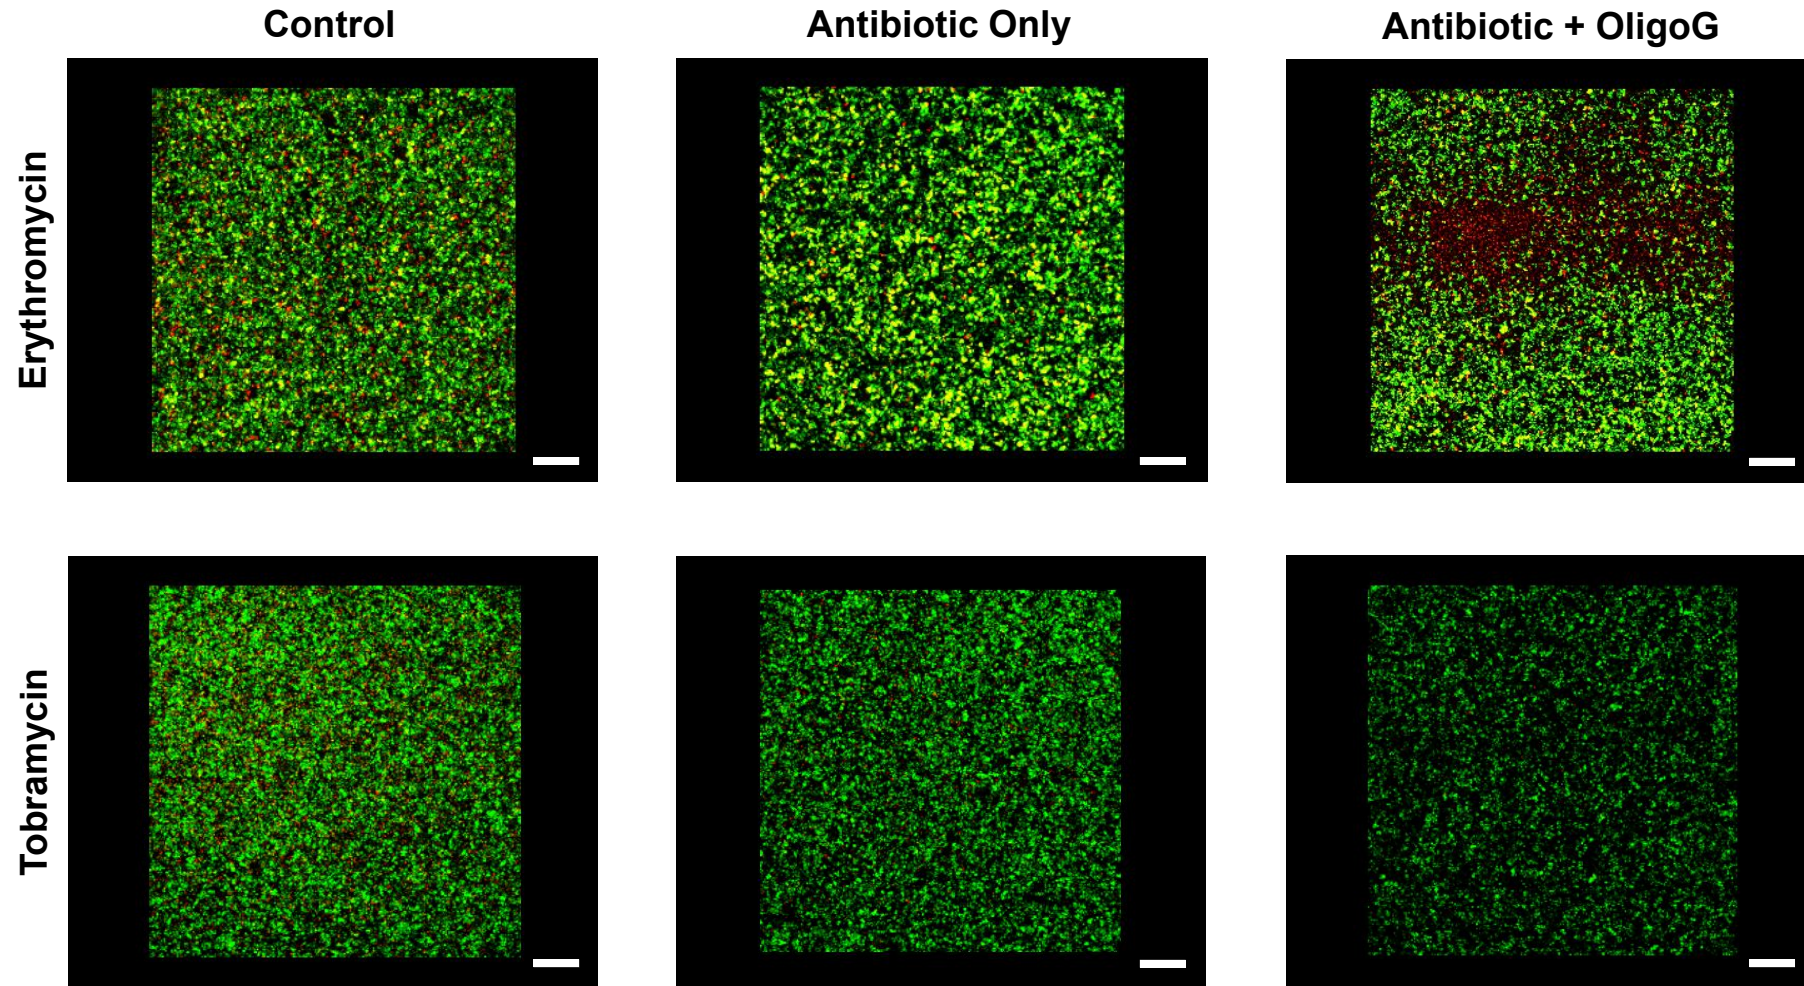 Control
Antibiotic Only
Antibiotic + OligoG
Erythromycin
Tobramycin